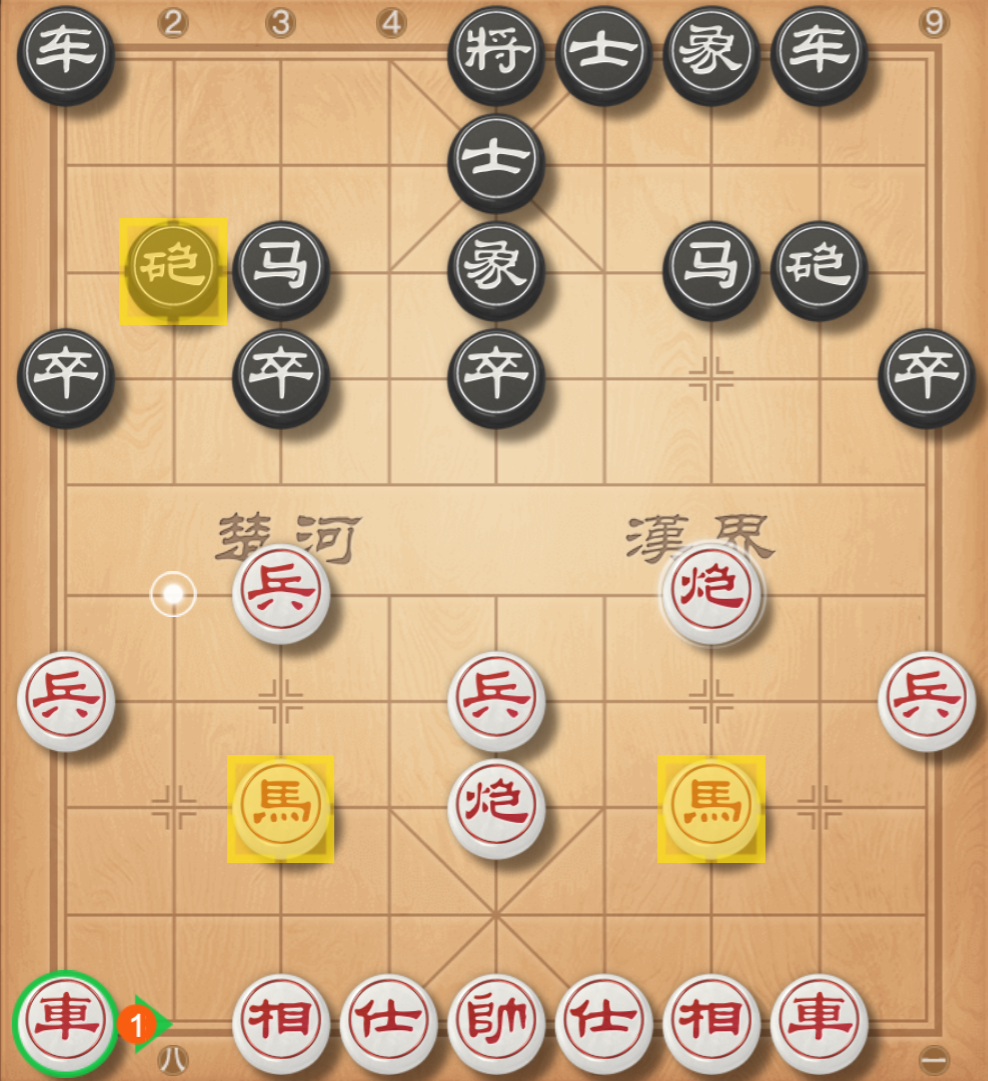 2 3 4 9
车 將 士 象 车
士
砲 马 象 马 砲
卒 卒 卒 卒
楚 河 漢 界
兵 炮
兵 兵 兵
馬 炮 馬
車 1 相 仕 帥 仕 相 車
八 一